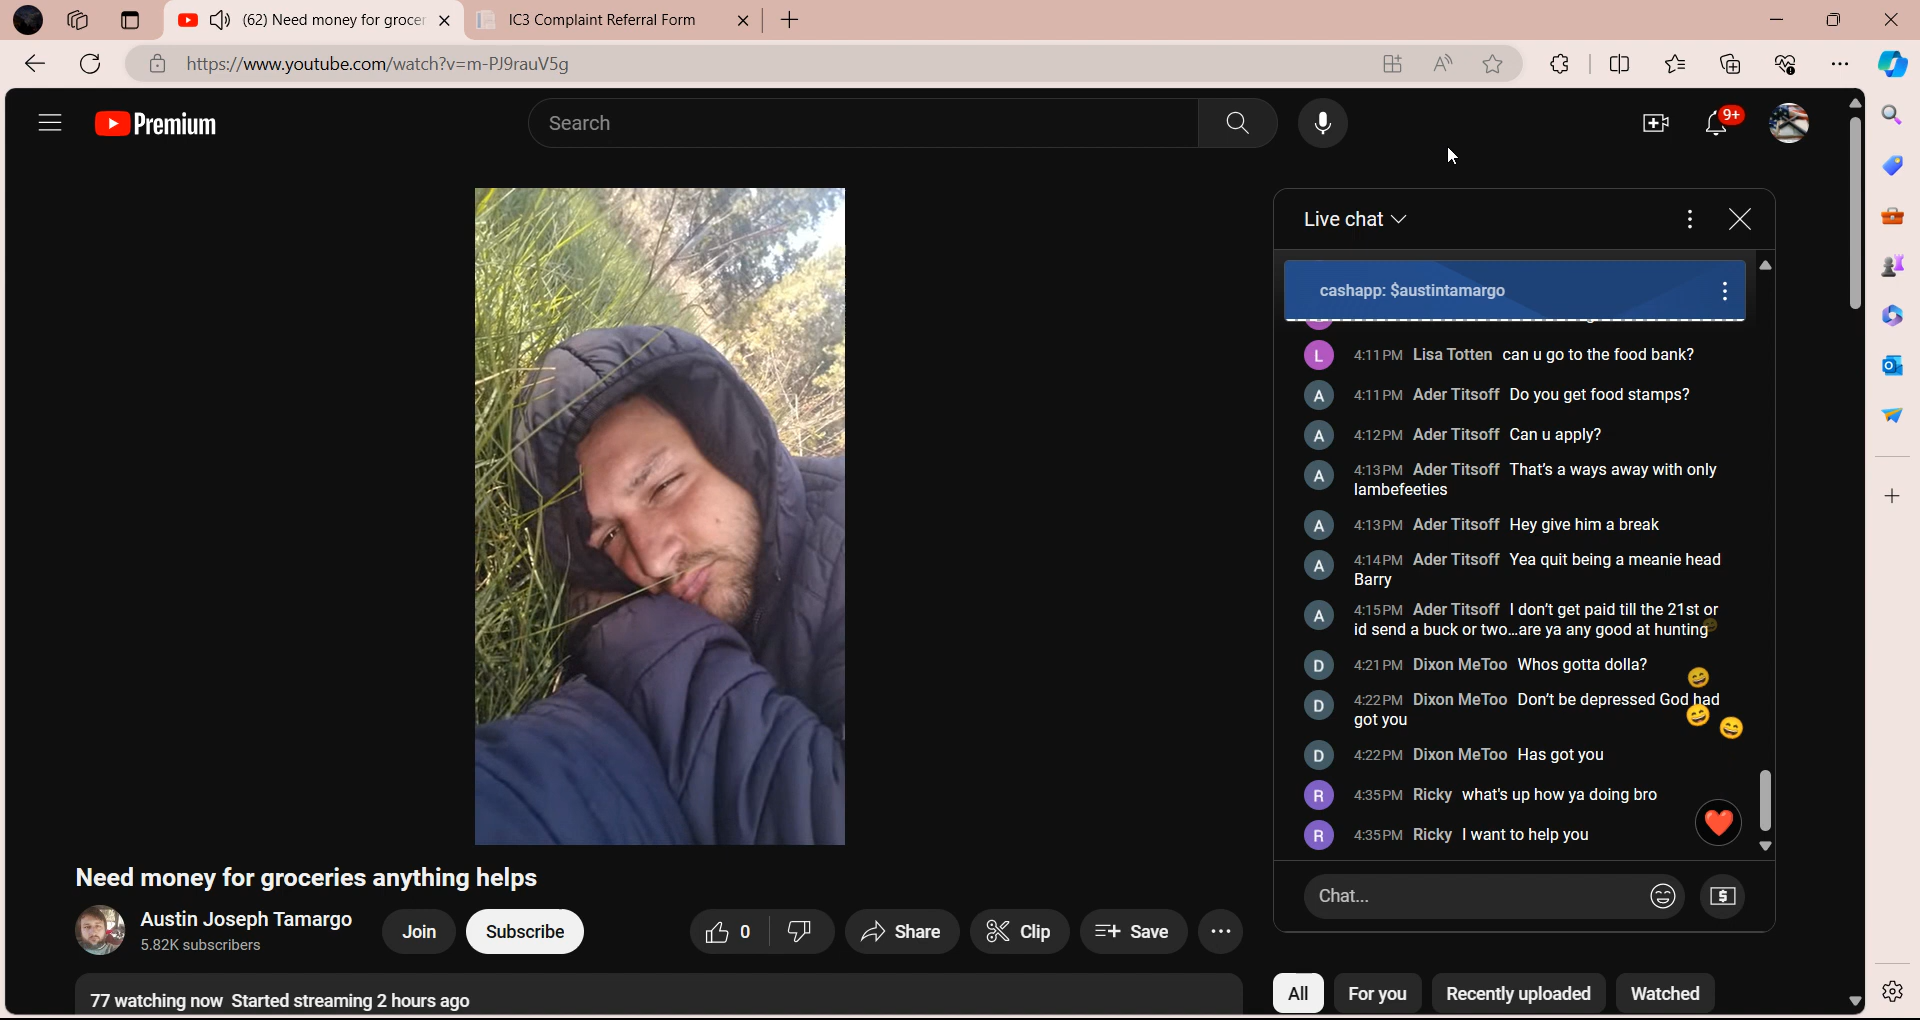 (62) Need money for grocer
IC3 Complaint Referral Form
https://www.youtube.com/watch?v=m-PJ9rauV5g
Premium
Search
9+
Live chat
cashapp: $austintamargo
L 4:11 PM Lisa Totten can u go to the food bank?
A 4:11 PM Ader Titsoff Do you get food stamps?
A 4:12 PM Ader Titsoff Can u apply?
A 4:13 PM Ader Titsoff That's a ways away with only
lambefeeties
A 4:13 PM Ader Titsoff Hey give him a break
A 4:14 PM Ader Titsoff Yea quit being a meanie head
Barry
A 4:15 PM Ader Titsoff I don't get paid till the 21st or
id send a buck or two...are ya any good at hunting
D 4:21 PM Dixon MeToo Whos gotta dolla?
D 4:22 PM Dixon MeToo Don't be depressed God had
got you
D 4:22 PM Dixon MeToo Has got you
R 4:35 PM Ricky what's up how ya doing bro
R 4:35 PM Ricky I want to help you
Chat...
Need money for groceries anything helps
Austin Joseph Tamargo
5.82K subscribers
Join
Subscribe
0
Share
Clip
Save
77 watching now Started streaming 2 hours ago
All
For you
Recently uploaded
Watched